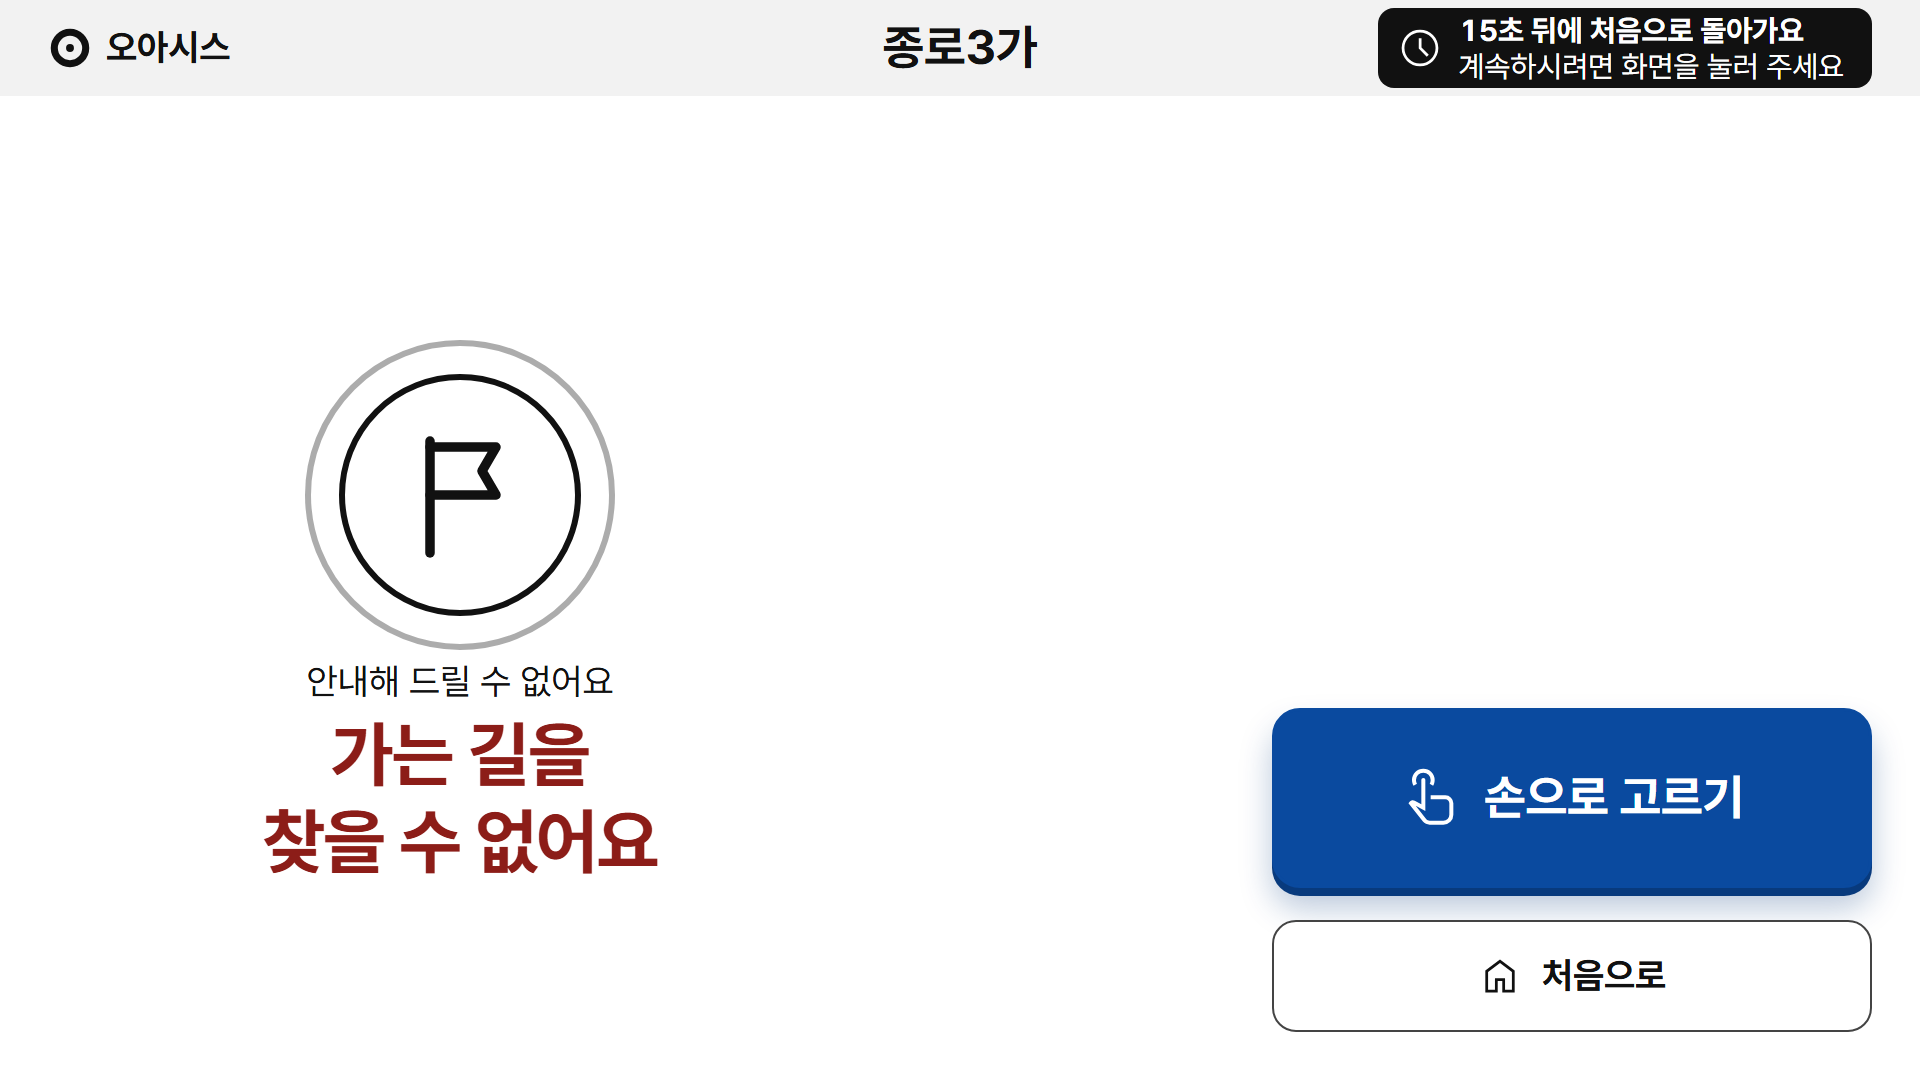 오아시스
종로3가
15초 뒤에 처음으로 돌아가요
계속하시려면 화면을 눌러 주세요
안내해 드릴 수 없어요
가는 길을
찾을 수 없어요
손으로 고르기
처음으로